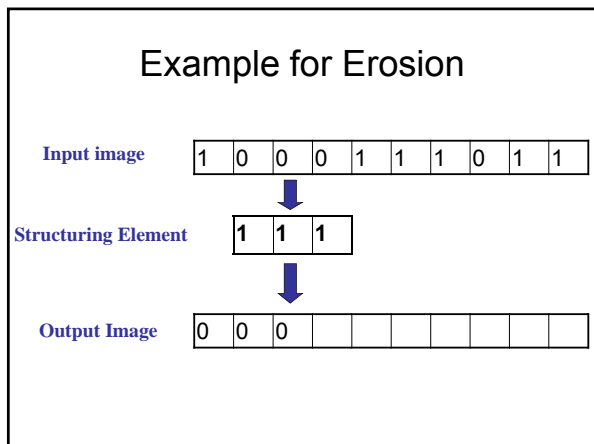 Example for Erosion
Input image 1 0 0 0 1 1 1 0 1 1
Structuring Element 1 1 1
Output Image 0 0 0